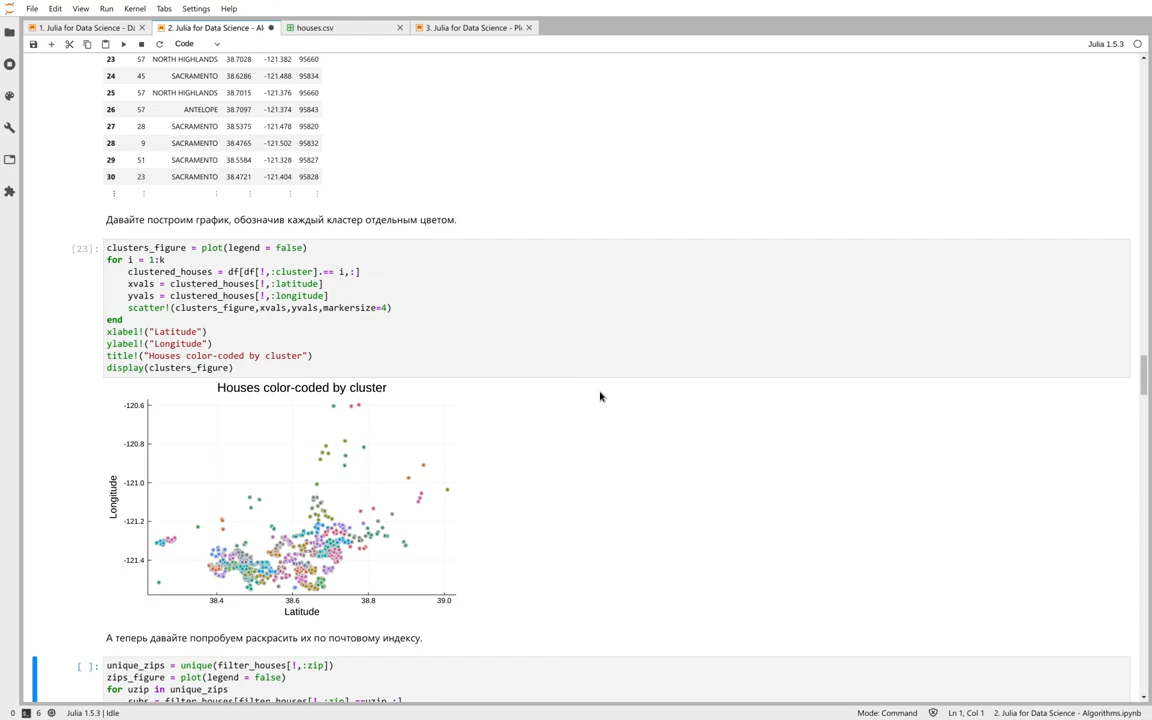 File Edit View Run Kernel Tabs Settings Help
1. Julia for Data Science - Da
2. Julia for Data Science - Al
houses.csv
3. Julia for Data Science - Pl
Code
Julia 1.5.3
23 57 NORTH HIGHLANDS 38.7028 -121.382 95660
24 45 SACRAMENTO 38.6286 -121.488 95834
25 57 NORTH HIGHLANDS 38.7015 -121.376 95660
26 57 ANTELOPE 38.7097 -121.374 95843
27 28 SACRAMENTO 38.5375 -121.478 95820
28 9 SACRAMENTO 38.4765 -121.502 95832
29 51 SACRAMENTO 38.5584 -121.328 95827
30 23 SACRAMENTO 38.4721 -121.404 95828
⋮ ⋮ ⋮ ⋮ ⋮ ⋮
Давайте построим график, обозначив каждый кластер отдельным цветом.
[23]:
clusters_figure = plot(legend = false)
for i = 1:k
    clustered_houses = df[df[!,:cluster].== i,:]
    xvals = clustered_houses[!,:latitude]
    yvals = clustered_houses[!,:longitude]
    scatter!(clusters_figure,xvals,yvals,markersize=4)
end
xlabel!("Latitude")
ylabel!("Longitude")
title!("Houses color-coded by cluster")
display(clusters_figure)
Houses color-coded by cluster
Longitude
-120.6
-120.8
-121.0
-121.2
-121.4
38.4 38.6 38.8 39.0
Latitude
А теперь давайте попробуем раскрасить их по почтовому индексу.
[ ]:
unique_zips = unique(filter_houses[!,:zip])
zips_figure = plot(legend = false)
for uzip in unique_zips
    subs = filter_houses[filter_houses[!,:zip].==uzip,:]
0 6 Julia 1.5.3 | Idle
Mode: Command Ln 1, Col 1 2. Julia for Data Science - Algorithms.ipynb